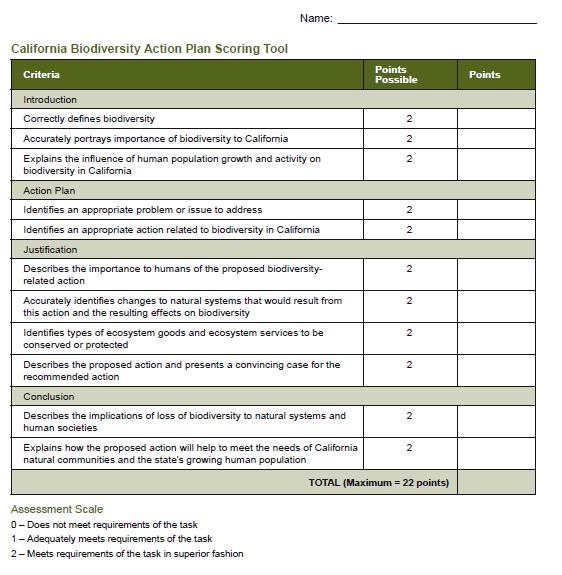 Name:
California Biodiversity Action Plan Scoring Tool
Criteria
Points
Possible
Points
Introduction
Correctly defines biodiversity
2
Accurately portrays importance of biodiversity to California
2
Explains the influence of human population growth and activity on
biodiversity in California
2
Action Plan
Identifies an appropriate problem or issue to address
2
Identifies an appropriate action related to biodiversity in California
2
Justification
Describes the importance to humans of the proposed biodiversity-
related action
2
Accurately identifies changes to natural systems that would result from
this action and the resulting effects on biodiversity
2
Identifies types of ecosystem goods and ecosystem services to be
conserved or protected
2
Describes the proposed action and presents a convincing case for the
recommended action
2
Conclusion
Describes the implications of loss of biodiversity to natural systems and
human societies
2
Explains how the proposed action will help to meet the needs of California
natural communities and the state's growing human population
2
TOTAL (Maximum = 22 points)
Assessment Scale
0 – Does not meet requirements of the task
1 – Adequately meets requirements of the task
2 – Meets requirements of the task in superior fashion